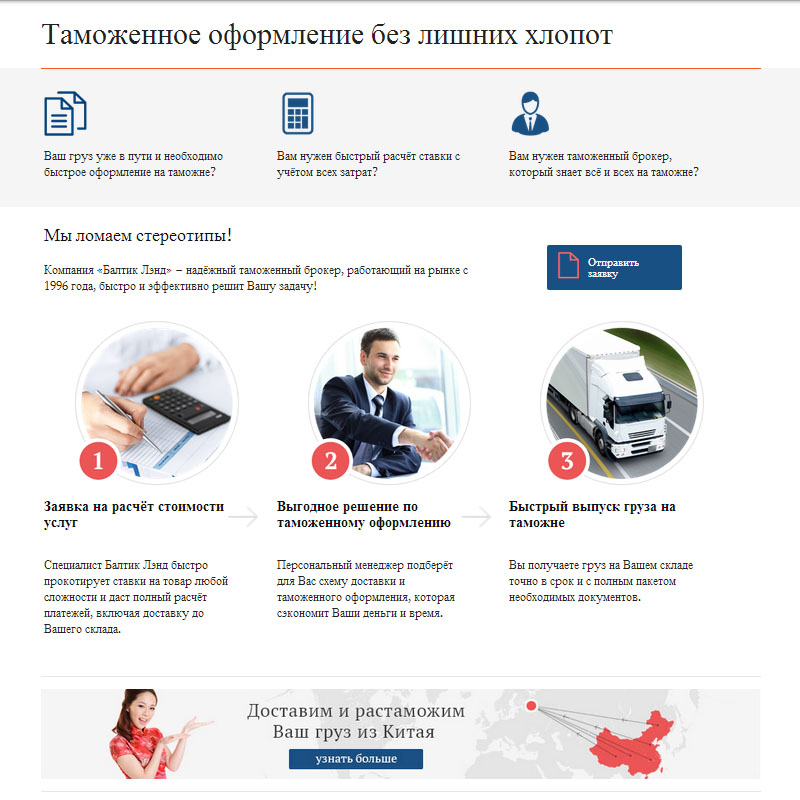 Таможенное оформление без лишних хлопот
Ваш груз уже в пути и необходимо
быстрое оформление на таможне?
Вам нужен быстрый расчёт ставки с
учётом всех затрат?
Вам нужен таможенный брокер,
который знает всё и всех на таможне?
Мы ломаем стереотипы!
Компания «Балтик Лэнд» – надёжный таможенный брокер, работающий на рынке с
1996 года, быстро и эффективно решит Вашу задачу!
Отправить
заявку
1
2
3
Заявка на расчёт стоимости
услуг
Выгодное решение по
таможенному оформлению
Быстрый выпуск груза на
таможне
Специалист Балтик Лэнд быстро
прокотирует ставки на товар любой
сложности и даст полный расчёт
платежей, включая доставку до
Вашего склада.
Персональный менеджер подберёт
для Вас схему доставки и
таможенного оформления, которая
сэкономит Ваши деньги и время.
Вы получаете груз на Вашем складе
точно в срок и с полным пакетом
необходимых документов.
Доставим и растаможим
Ваш груз из Китая
узнать больше